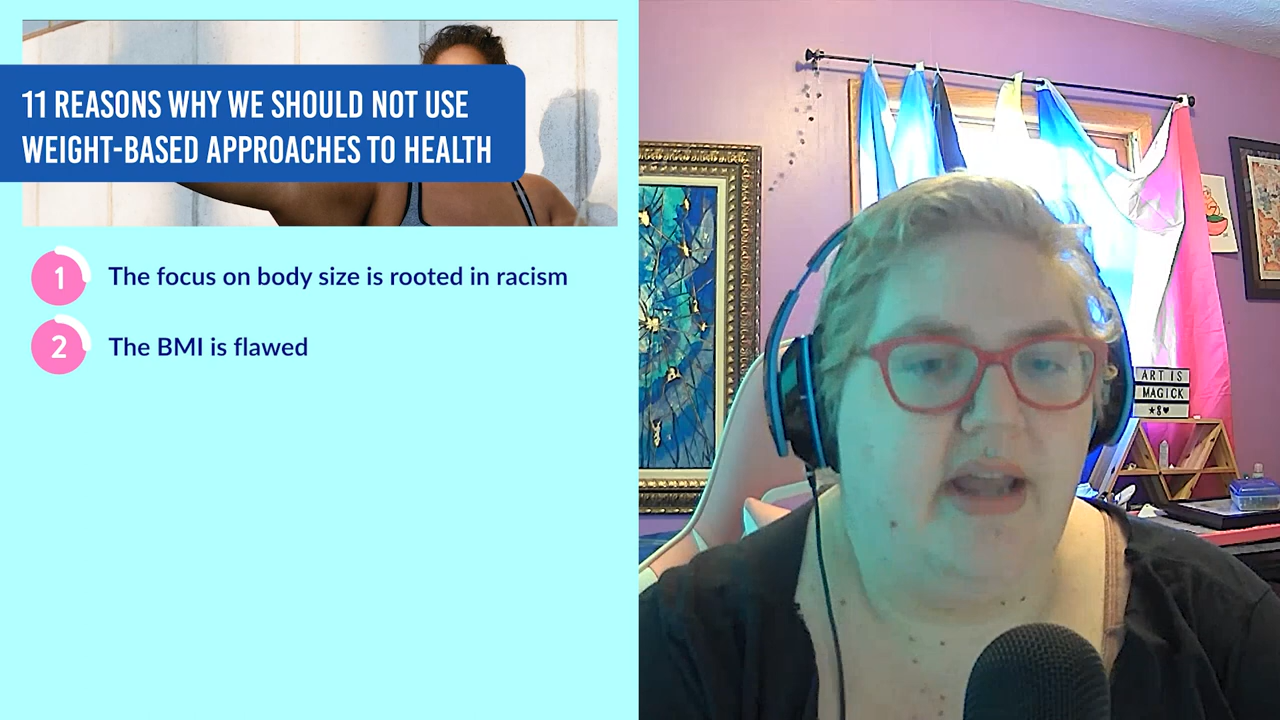 11 REASONS WHY WE SHOULD NOT USE
WEIGHT-BASED APPROACHES TO HEALTH
1 The focus on body size is rooted in racism
2 The BMI is flawed
ART IS
MAGICK
★8♥